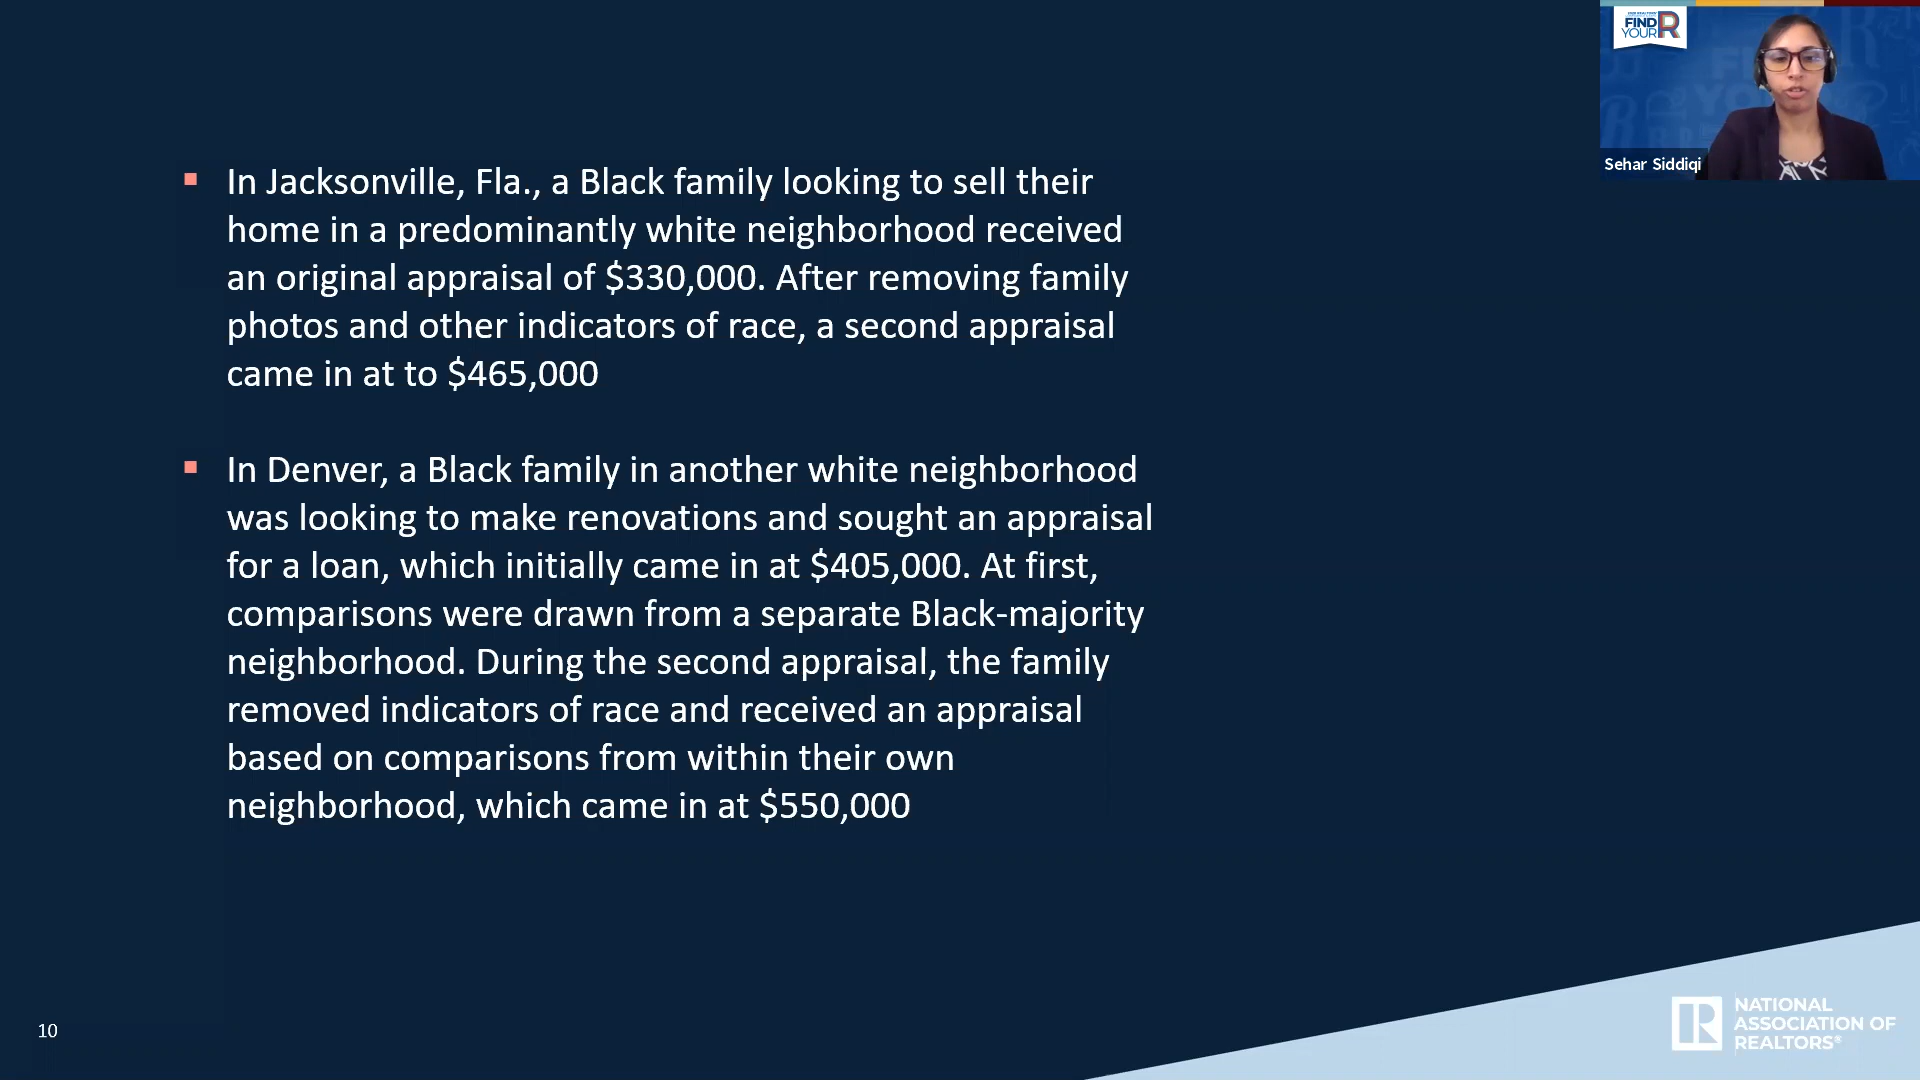 FIND
YOUR
Sehar Siddiqi
▪ In Jacksonville, Fla., a Black family looking to sell their
home in a predominantly white neighborhood received
an original appraisal of $330,000. After removing family
photos and other indicators of race, a second appraisal
came in at to $465,000
▪ In Denver, a Black family in another white neighborhood
was looking to make renovations and sought an appraisal
for a loan, which initially came in at $405,000. At first,
comparisons were drawn from a separate Black-majority
neighborhood. During the second appraisal, the family
removed indicators of race and received an appraisal
based on comparisons from within their own
neighborhood, which came in at $550,000
10
NATIONAL
ASSOCIATION OF
REALTORS®